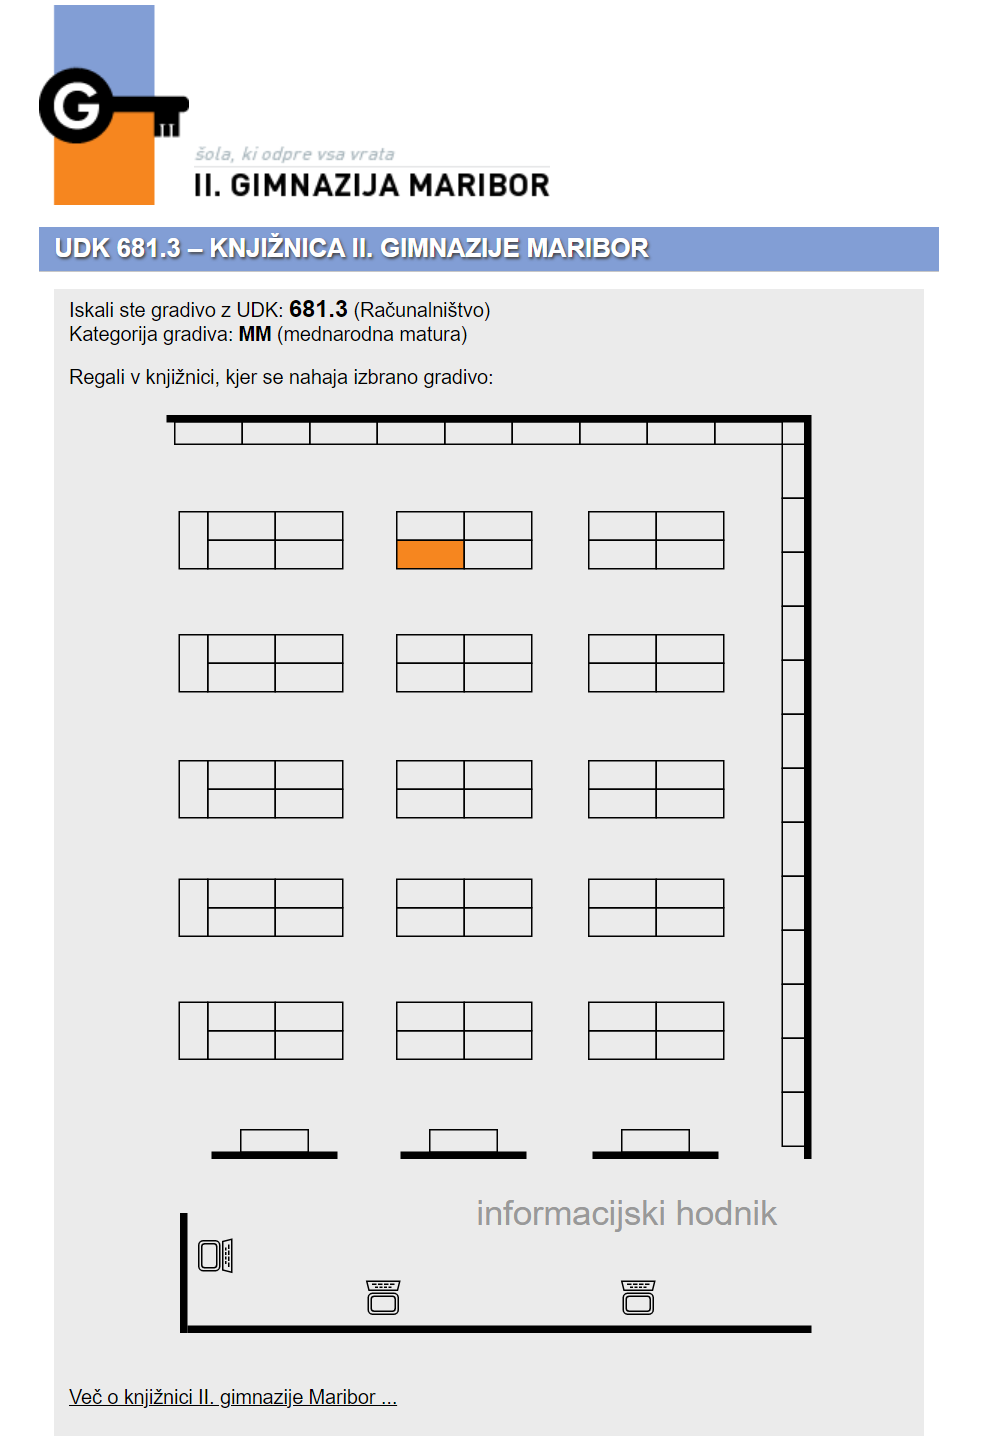 G
II
šola, ki odpre vsa vrata
II. GIMNAZIJA MARIBOR
UDK 681.3 – KNJIŽNICA II. GIMNAZIJE MARIBOR
Iskali ste gradivo z UDK: 681.3 (Računalništvo)
Kategorija gradiva: MM (mednarodna matura)
Regali v knjižnici, kjer se nahaja izbrano gradivo:
informacijski hodnik
Več o knjižnici II. gimnazije Maribor ...